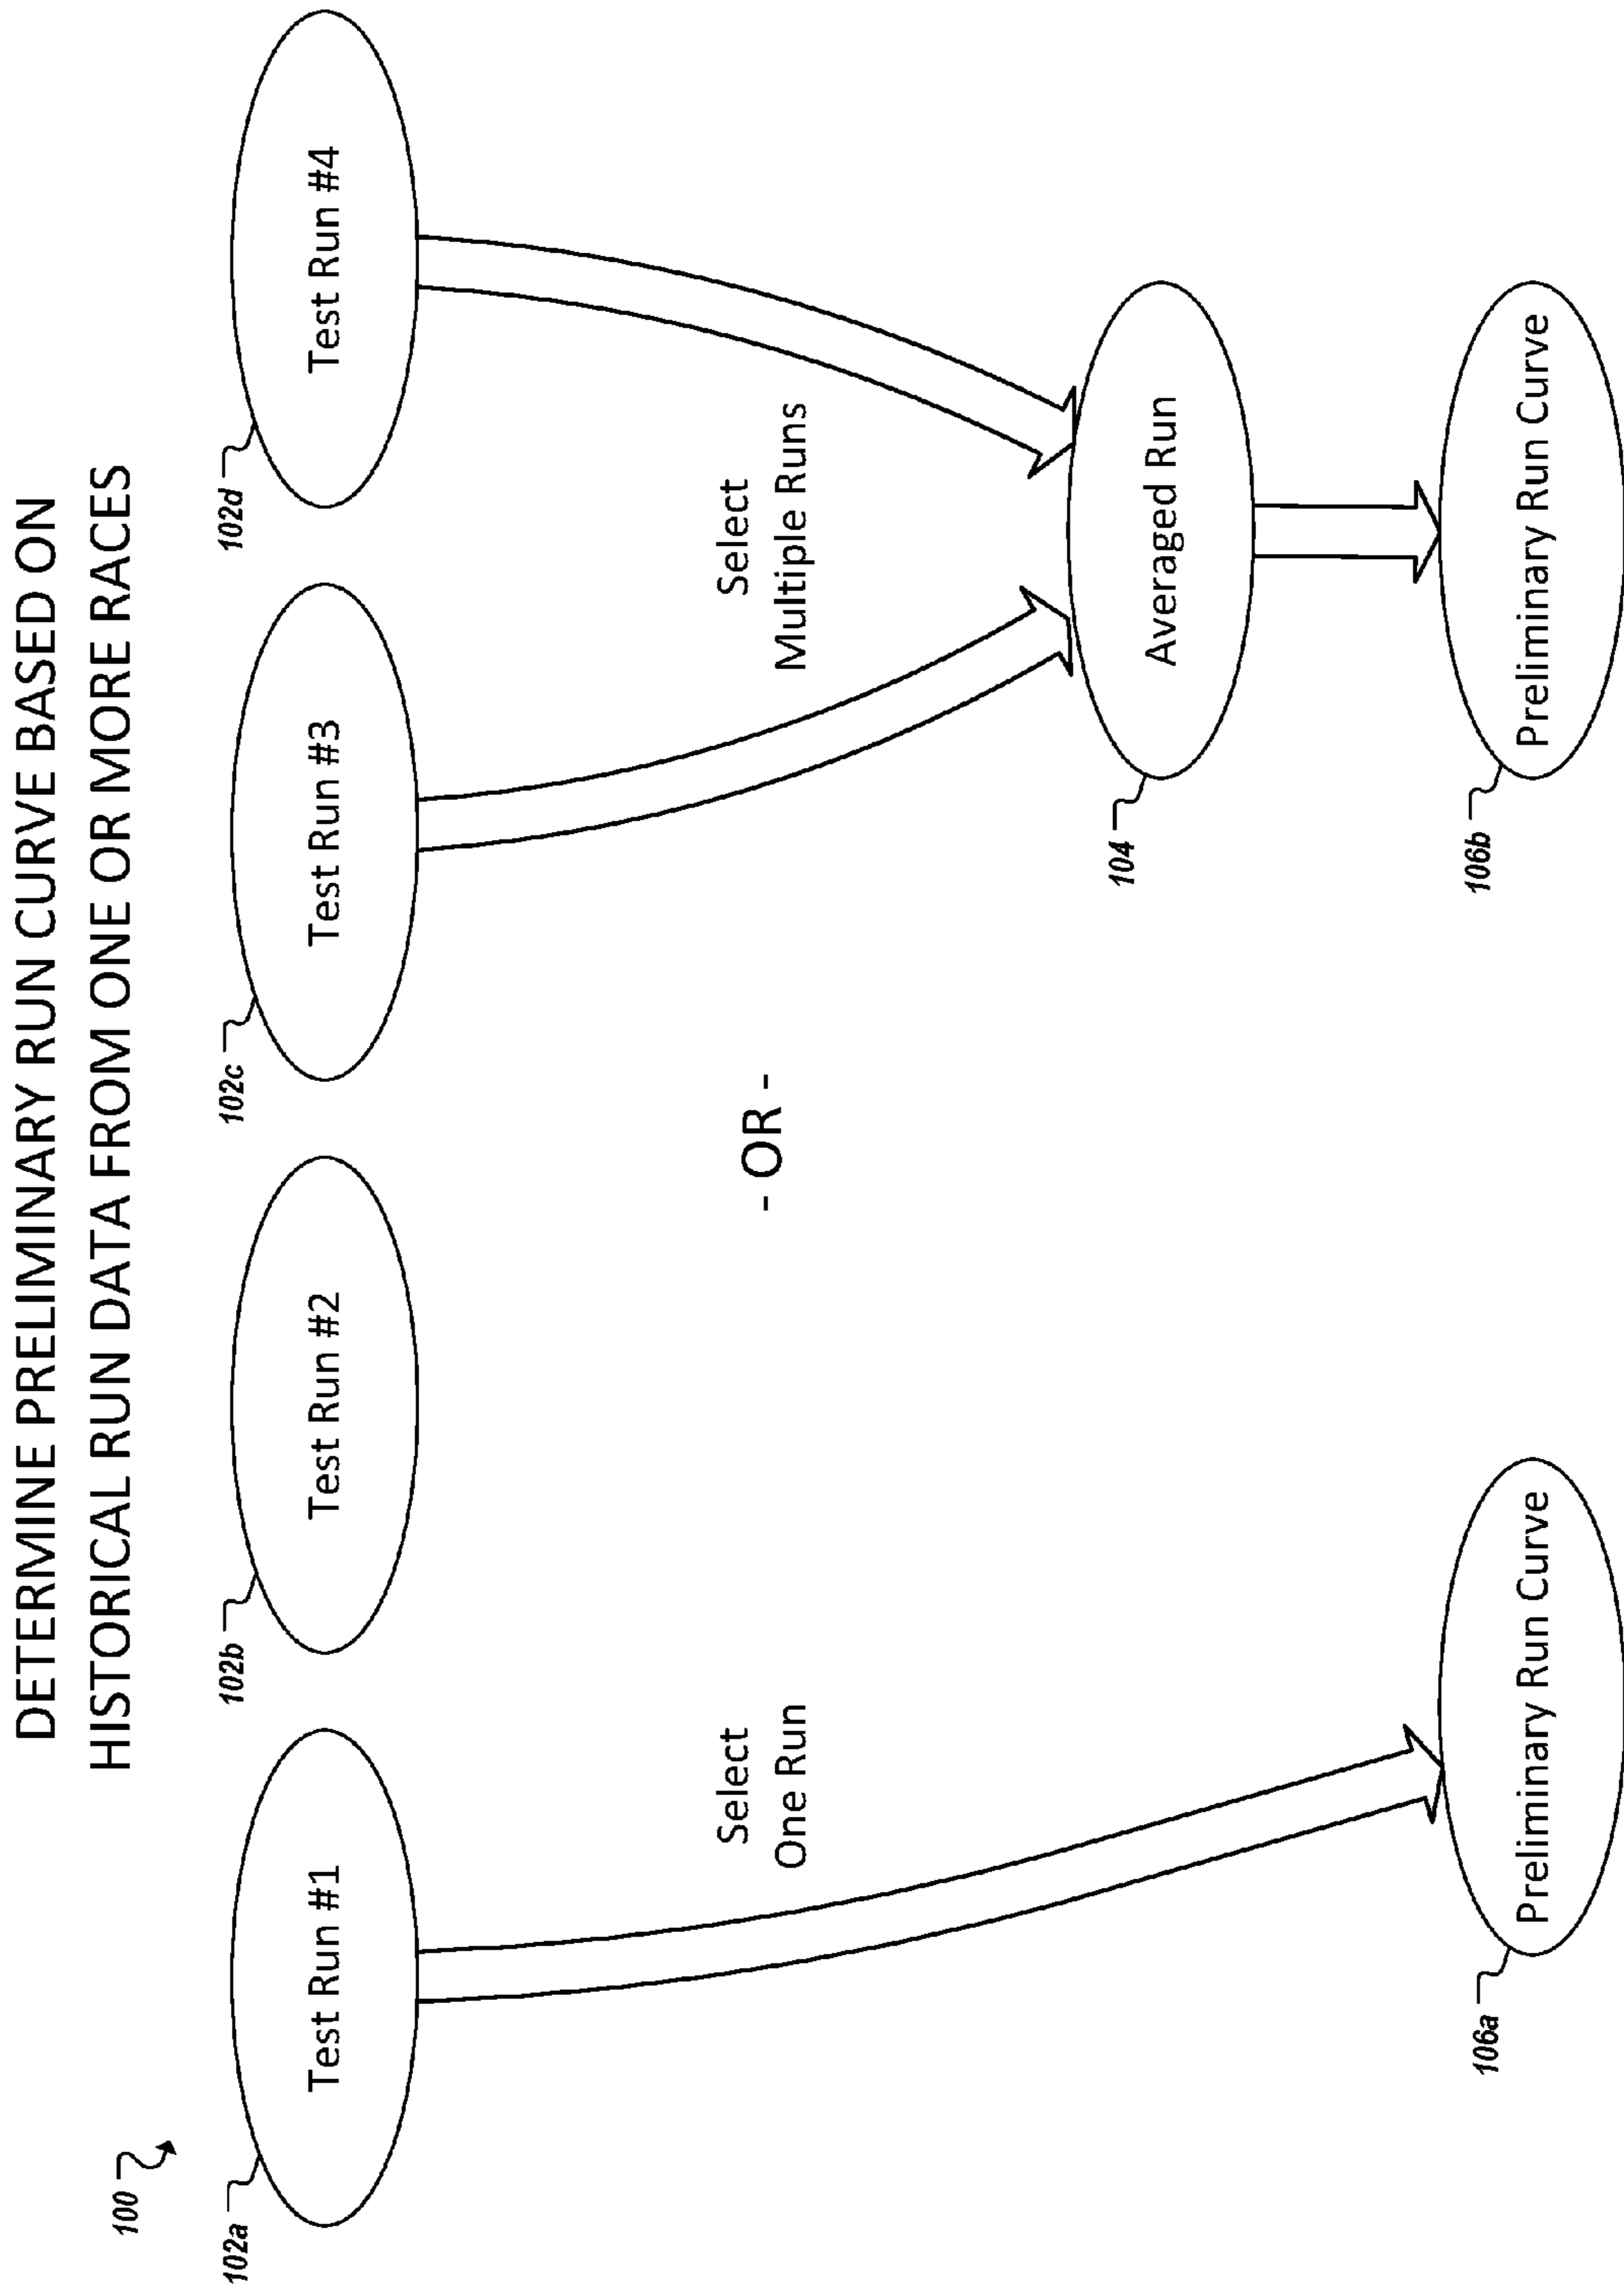 DETERMINE PRELIMINARY RUN CURVE BASED ON
HISTORICAL RUN DATA FROM ONE OR MORE RACES
100
102a
Test Run #1
102b
Test Run #2
102c
Test Run #3
102d
Test Run #4
Select
One Run
- OR -
Select
Multiple Runs
104
Averaged Run
106a
Preliminary Run Curve
106b
Preliminary Run Curve